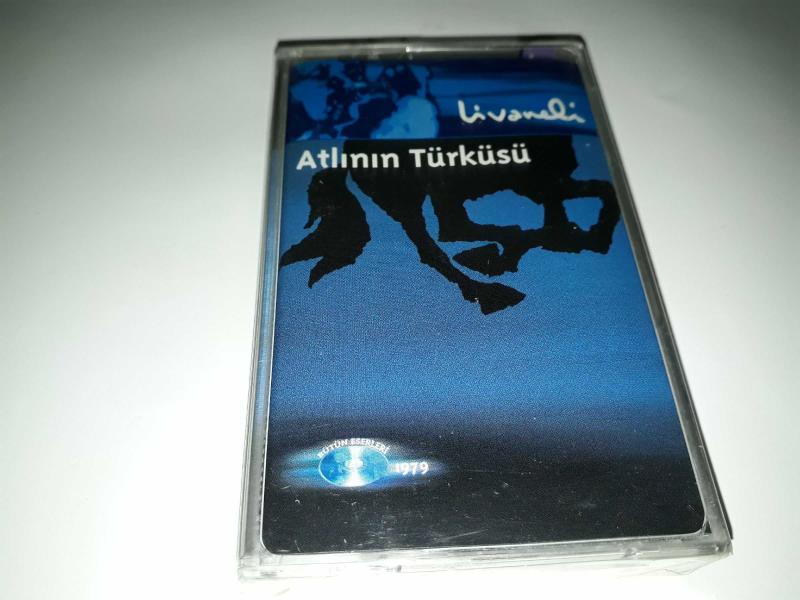 Livaneli
Atlının Türküsü
BÜTÜN ESERLERİ
1979